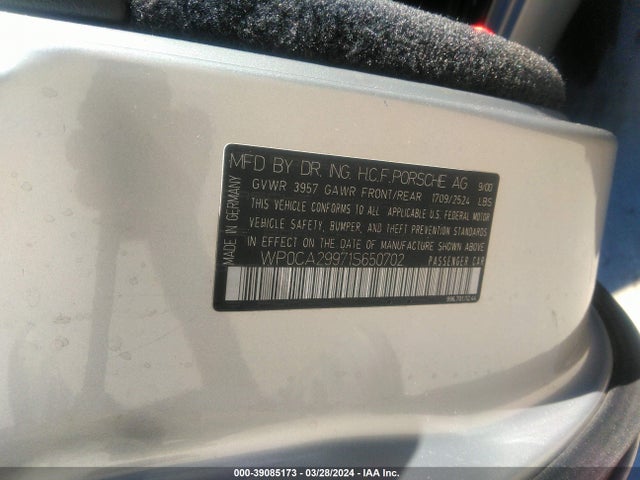 MFD BY DR. ING. H.C.F. PORSCHE AG 9/00
GVWR 3957 GAWR FRONT/REAR 1709/2524 LBS
THIS VEHICLE CONFORMS TO ALL APPLICABLE U.S. FEDERAL MOTOR
VEHICLE SAFETY, BUMPER, AND THEFT PREVENTION STANDARDS
IN EFFECT ON THE DATE OF MANUFACTURE SHOWN ABOVE
WP0CA29971S650702 PASSENGER CAR
MADE IN GERMANY
000-39085173 | 03/28/2024 | IAA Inc.